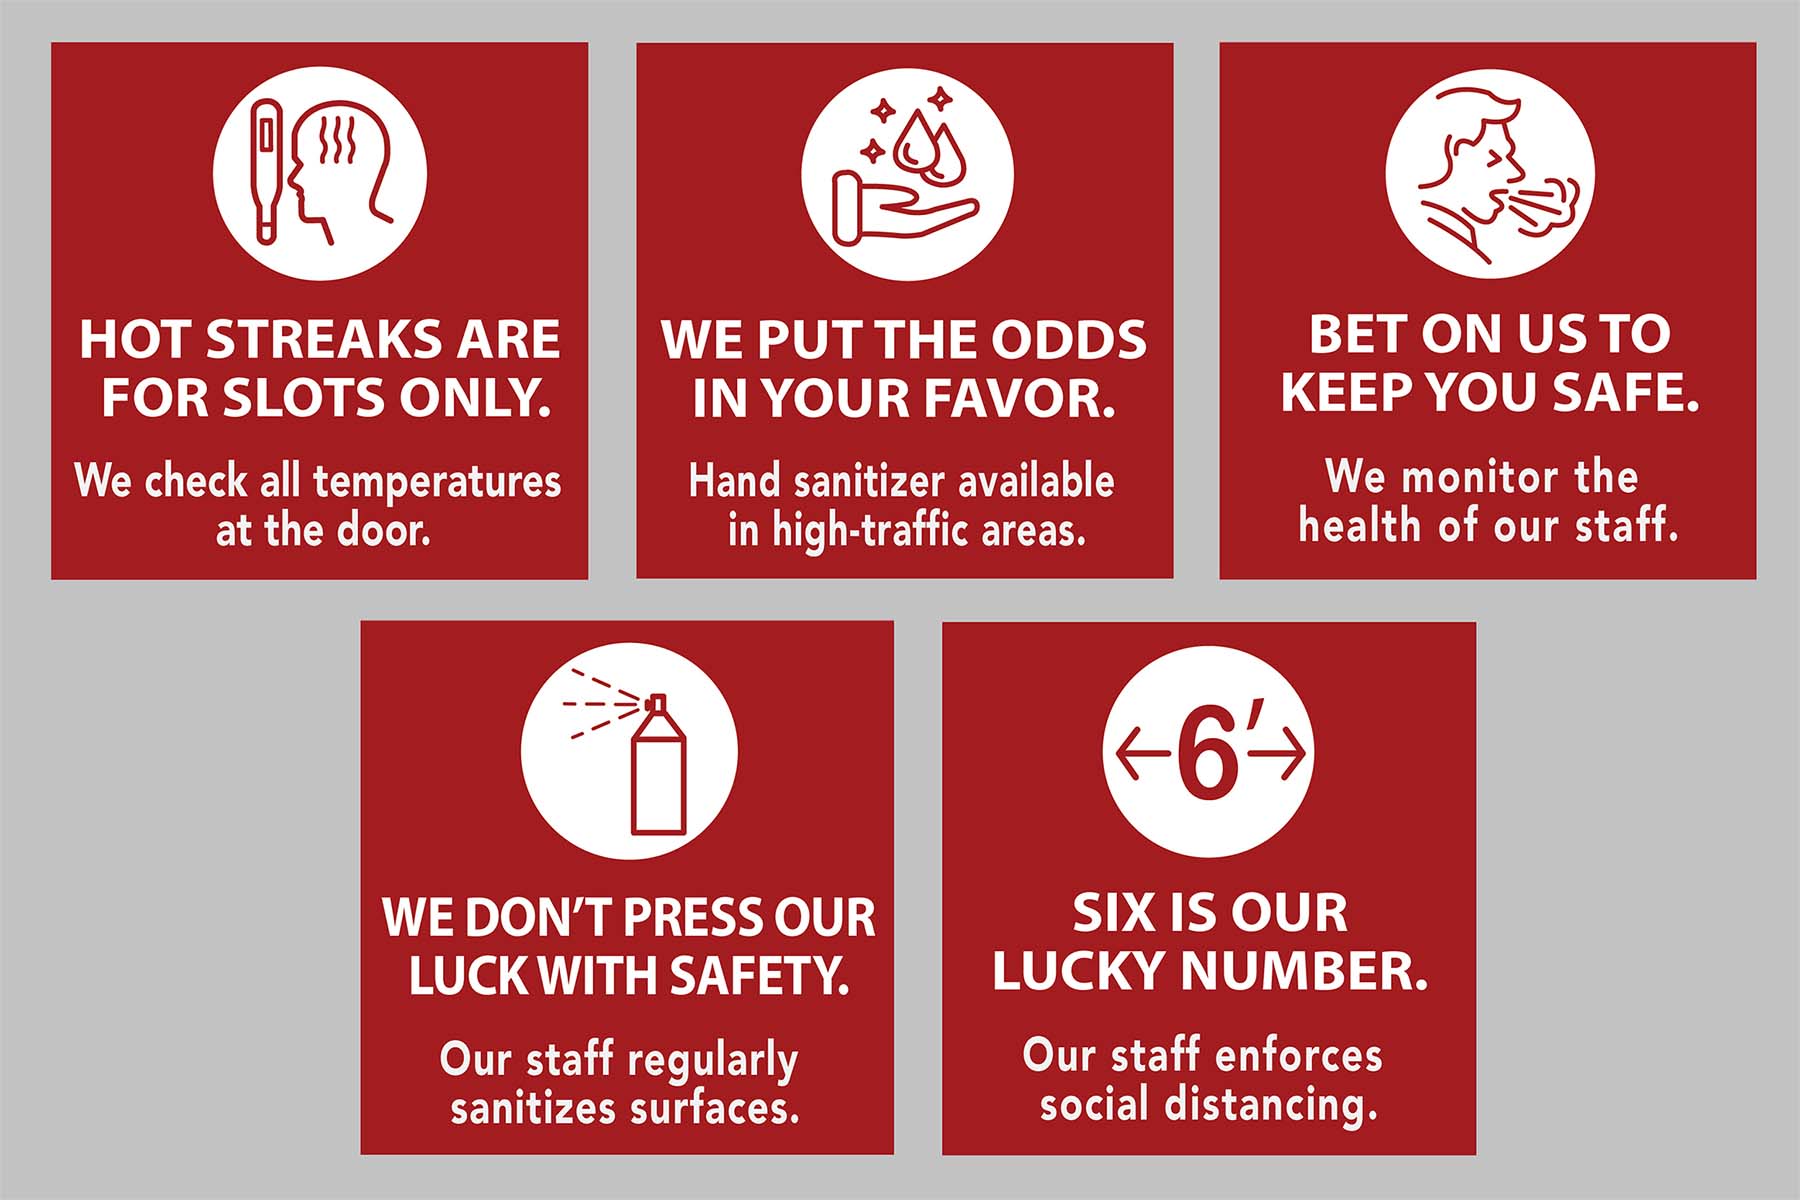 HOT STREAKS ARE
FOR SLOTS ONLY.
We check all temperatures
at the door.
WE PUT THE ODDS
IN YOUR FAVOR.
Hand sanitizer available
in high-traffic areas.
BET ON US TO
KEEP YOU SAFE.
We monitor the
health of our staff.
WE DON'T PRESS OUR
LUCK WITH SAFETY.
Our staff regularly
sanitizes surfaces.
6'
SIX IS OUR
LUCKY NUMBER.
Our staff enforces
social distancing.